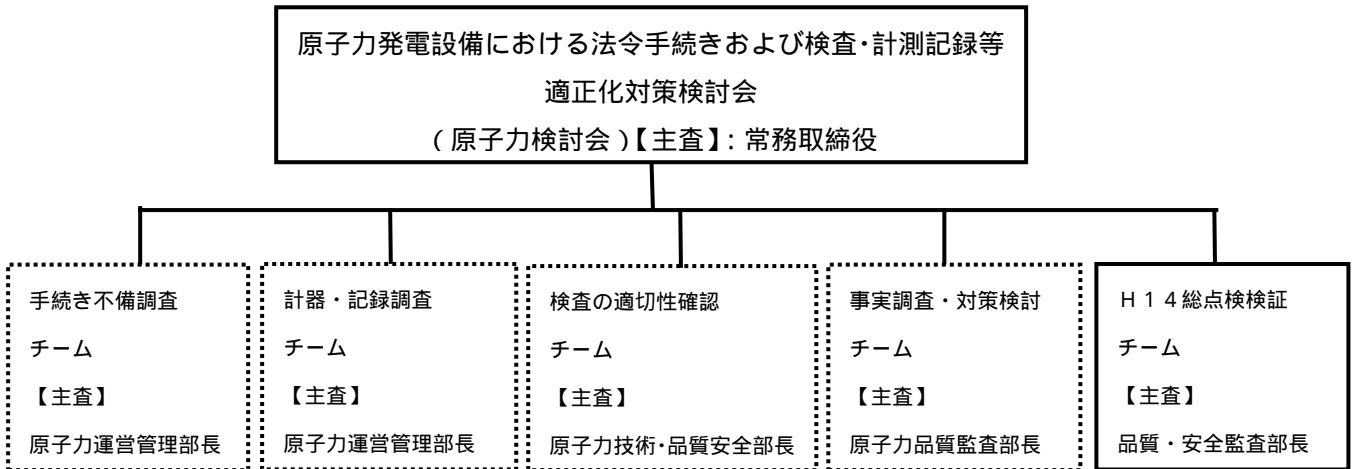 原子力発電設備における法令手続きおよび検査・計測記録等
適正化対策検討会
(原子力検討会)【主査】:常務取締役
手続き不備調査
チーム
【主査】
原子力運営管理部長
計器・記録調査
チーム
【主査】
原子力運営管理部長
検査の適切性確認
チーム
【主査】
原子力技術・品質安全部長
事実調査・対策検討
チーム
【主査】
原子力品質監査部長
H14総点検検証
チーム
【主査】
品質・安全監査部長